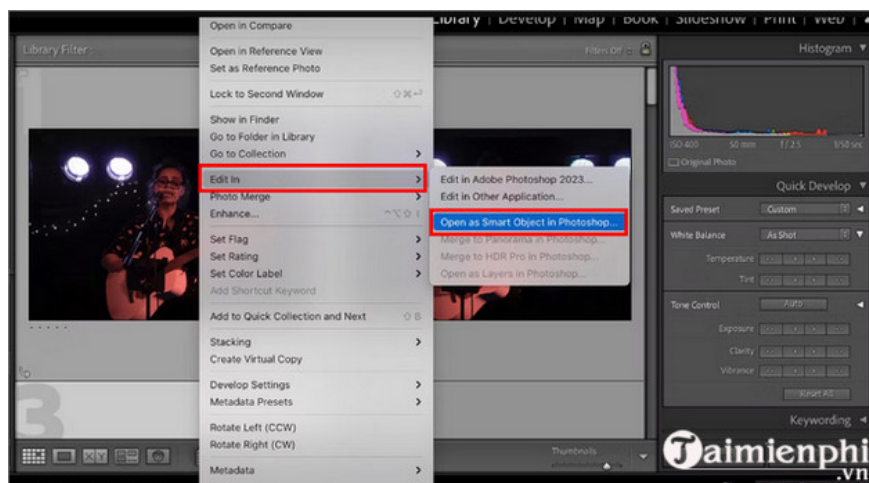 Library | Develop | Map | Book | Slideshow | Print | Web
Library Filter :
Filters Off
Histogram
ISO 400 50 mm f / 2.5 1/50 sec
Original Photo
Quick Develop
Saved Preset Custom
White Balance As Shot
Temperature
Tint
Tone Control Auto
Exposure
Clarity
Vibrance
Reset All
Keywording
Open in Compare
Open in Reference View
Set as Reference Photo
Lock to Second Window
Show in Finder
Go to Folder in Library
Go to Collection
Edit In
Photo Merge
Enhance...
Set Flag
Set Rating
Set Color Label
Add Shortcut Keyword
Add to Quick Collection and Next ⇧ B
Stacking
Create Virtual Copy
Develop Settings
Metadata Presets
Rotate Left (CCW)
Rotate Right (CW)
Metadata
Edit in Adobe Photoshop 2023...
Edit in Other Application...
Open as Smart Object in Photoshop...
Merge to Panorama in Photoshop...
Merge to HDR Pro in Photoshop...
Open as Layers in Photoshop...
3
XY
Thumbnails
Taimienphi
.vn